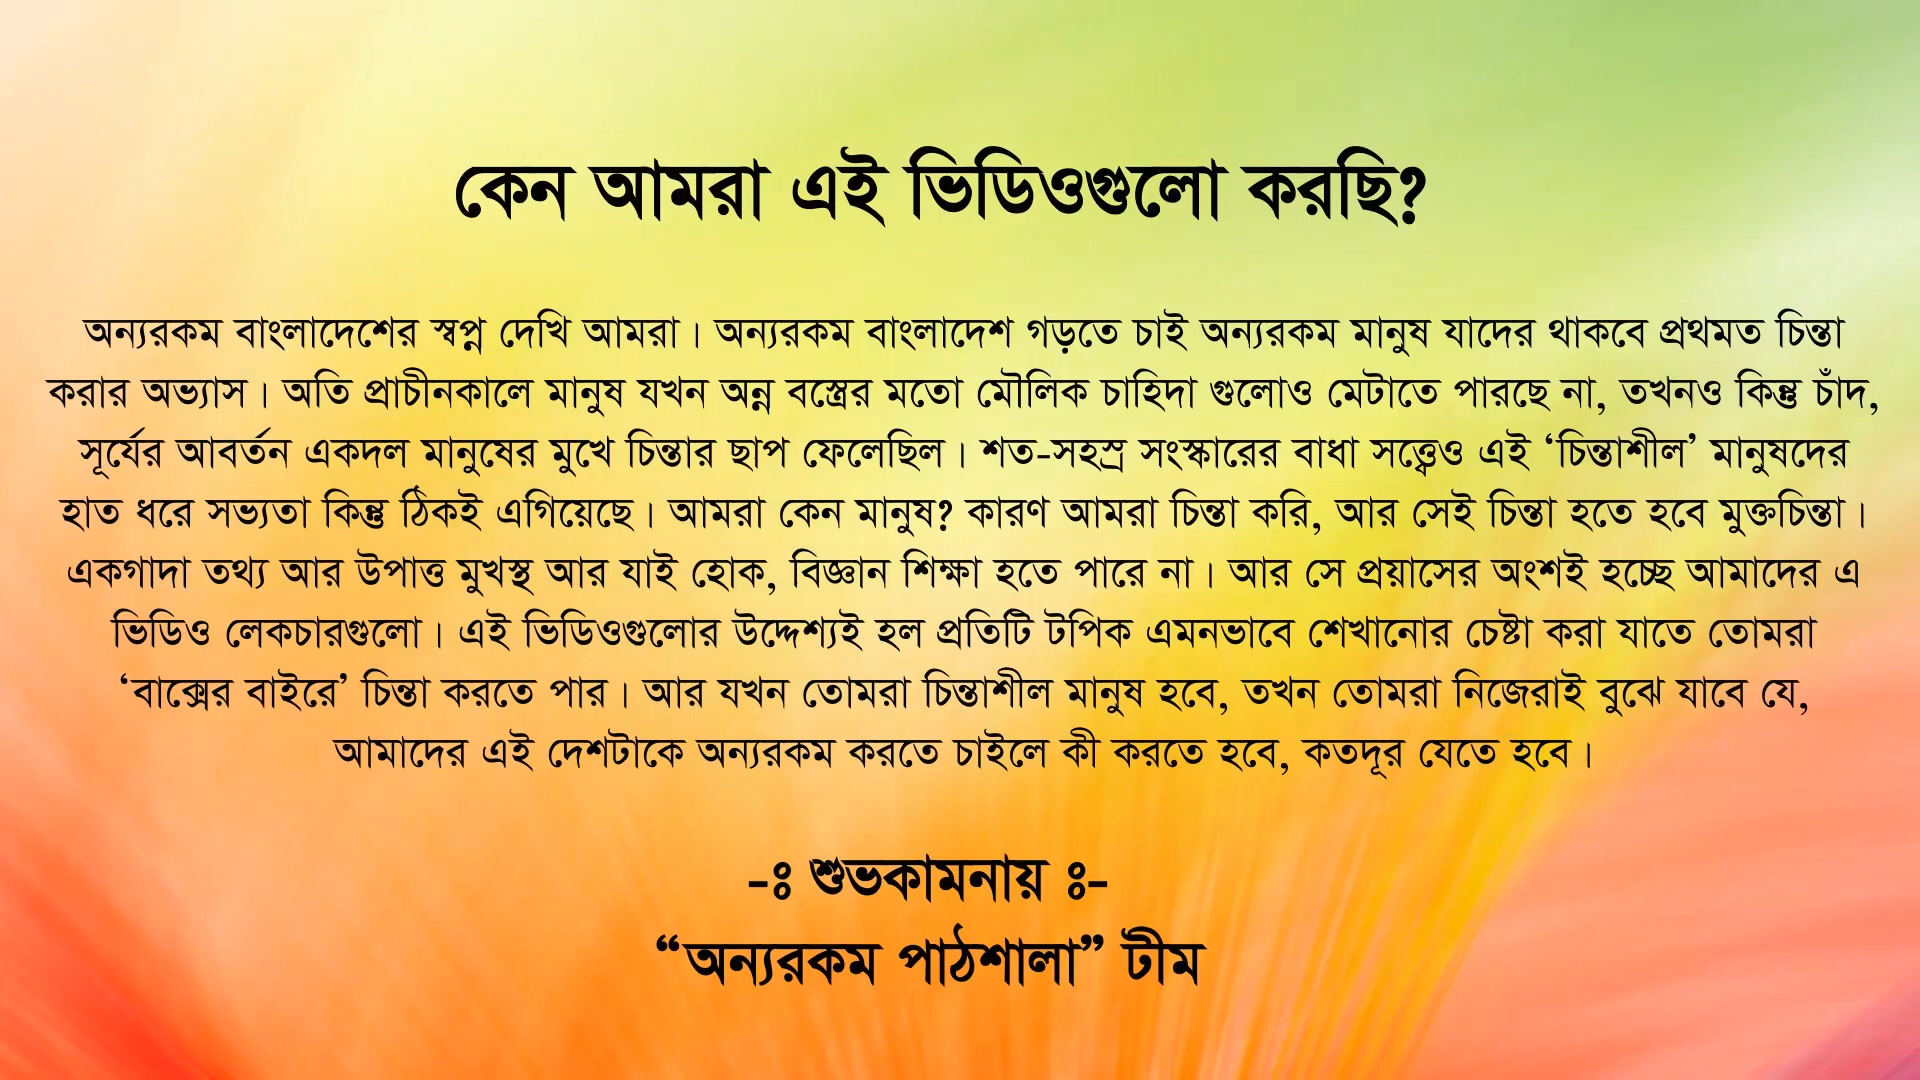 কেন আমরা এই ভিডিওগুলো করছি?
অন্যরকম বাংলাদেশের স্বপ্ন দেখি আমরা। অন্যরকম বাংলাদেশ গড়তে চাই অন্যরকম মানুষ যাদের থাকবে প্রথমত চিন্তা
করার অভ্যাস। অতি প্রাচীনকালে মানুষ যখন অন্ন বস্ত্রের মতো মৌলিক চাহিদা গুলোও মেটাতে পারছে না, তখনও কিন্তু চাঁদ,
সূর্যের আবর্তন একদল মানুষের মুখে চিন্তার ছাপ ফেলেছিল। শত-সহস্র সংস্কারের বাধা সত্ত্বেও এই ‘চিন্তাশীল’ মানুষদের
হাত ধরে সভ্যতা কিন্তু ঠিকই এগিয়েছে। আমরা কেন মানুষ? কারণ আমরা চিন্তা করি, আর সেই চিন্তা হতে হবে মুক্তচিন্তা।
একগাদা তথ্য আর উপাত্ত মুখস্থ আর যাই হোক, বিজ্ঞান শিক্ষা হতে পারে না। আর সে প্রয়াসের অংশই হচ্ছে আমাদের এ
ভিডিও লেকচারগুলো। এই ভিডিওগুলোর উদ্দেশ্যই হল প্রতিটি টপিক এমনভাবে শেখানোর চেষ্টা করা যাতে তোমরা
‘বাক্সের বাইরে’ চিন্তা করতে পার। আর যখন তোমরা চিন্তাশীল মানুষ হবে, তখন তোমরা নিজেরাই বুঝে যাবে যে,
আমাদের এই দেশটাকে অন্যরকম করতে চাইলে কী করতে হবে, কতদূর যেতে হবে।
-ঃ শুভকামনায় ঃ-
“অন্যরকম পাঠশালা” টীম